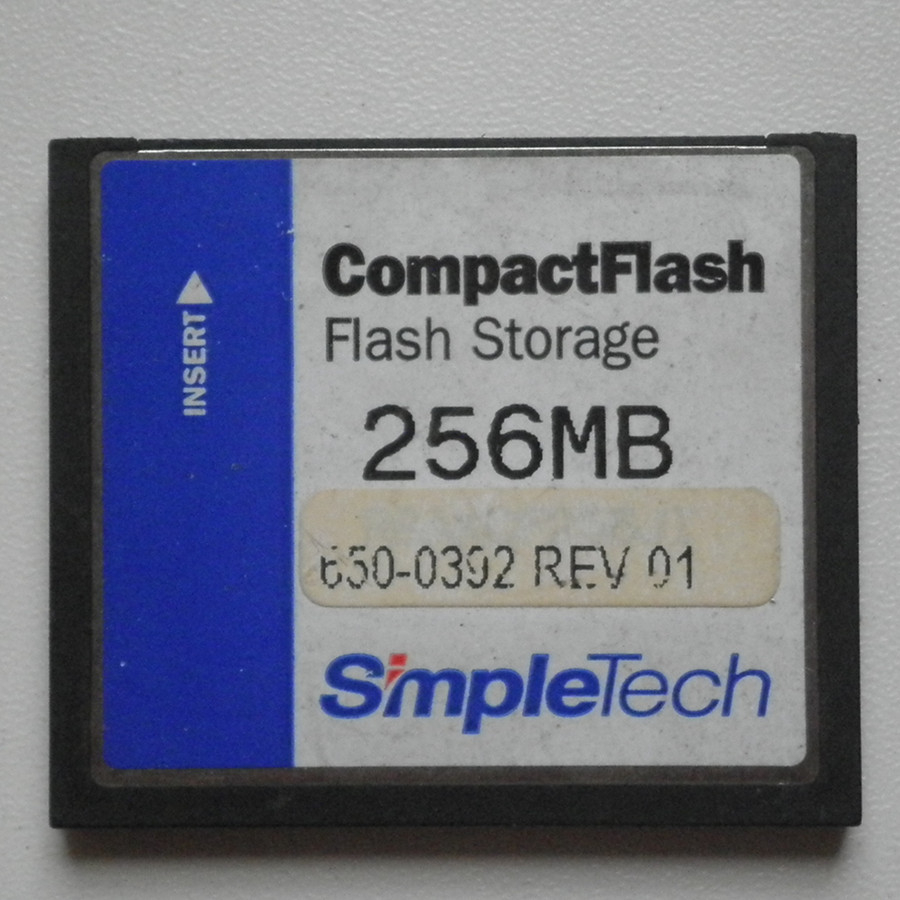 INSERT
CompactFlash
Flash Storage
256MB
650-0392 REV 01
SimpleTech